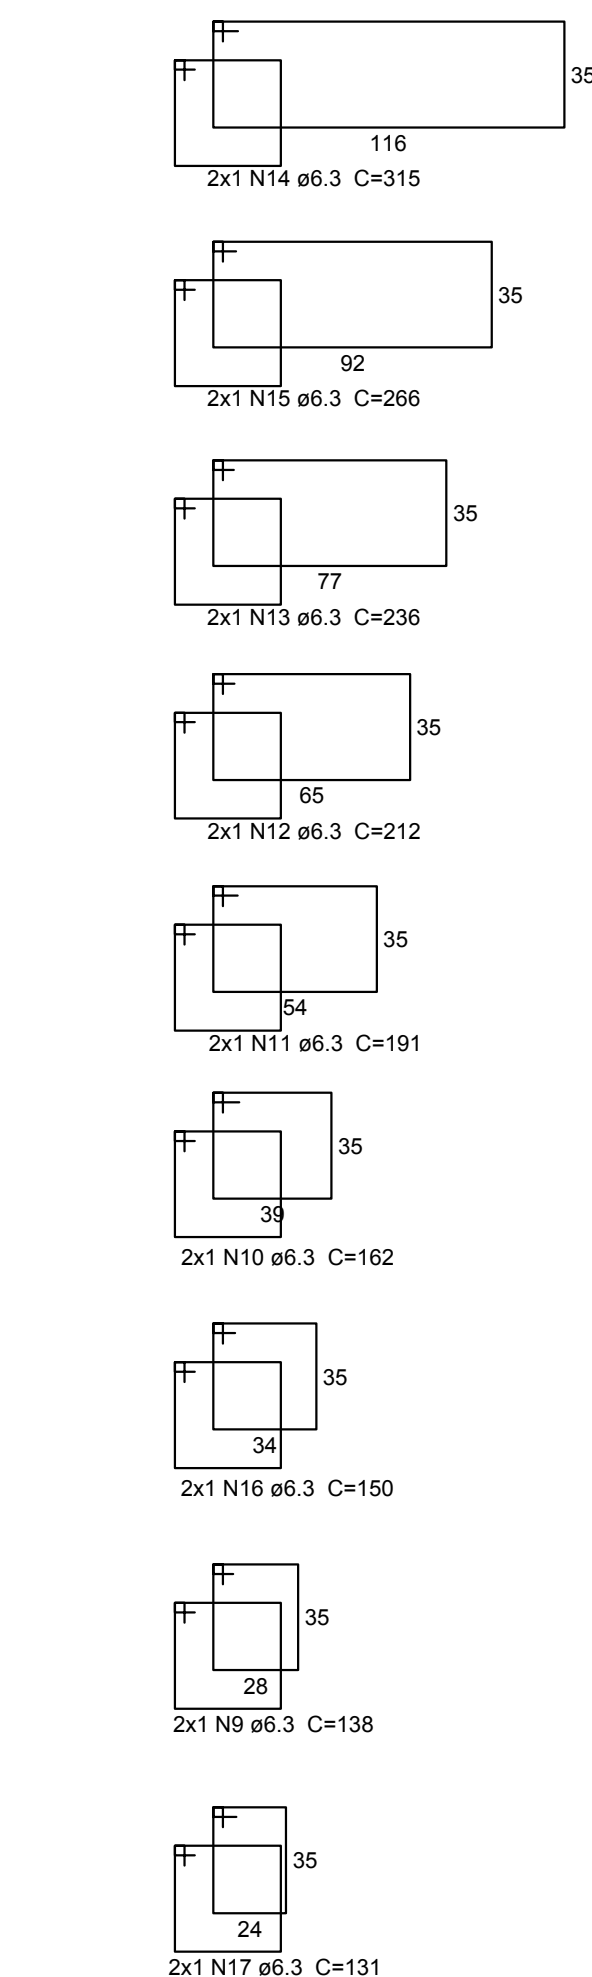 35
116
2x1 N14 ø6.3 C=315
35
92
2x1 N15 ø6.3 C=266
35
77
2x1 N13 ø6.3 C=236
35
65
2x1 N12 ø6.3 C=212
35
54
2x1 N11 ø6.3 C=191
35
39
2x1 N10 ø6.3 C=162
35
34
2x1 N16 ø6.3 C=150
35
28
2x1 N9 ø6.3 C=138
35
24
2x1 N17 ø6.3 C=131